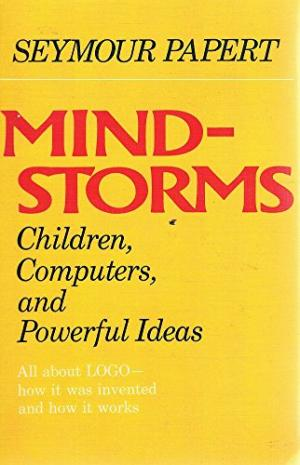 SEYMOUR PAPERT
MIND-
STORMS
Children,
Computers,
and
Powerful Ideas
All about LOGO—
how it was invented
and how it works